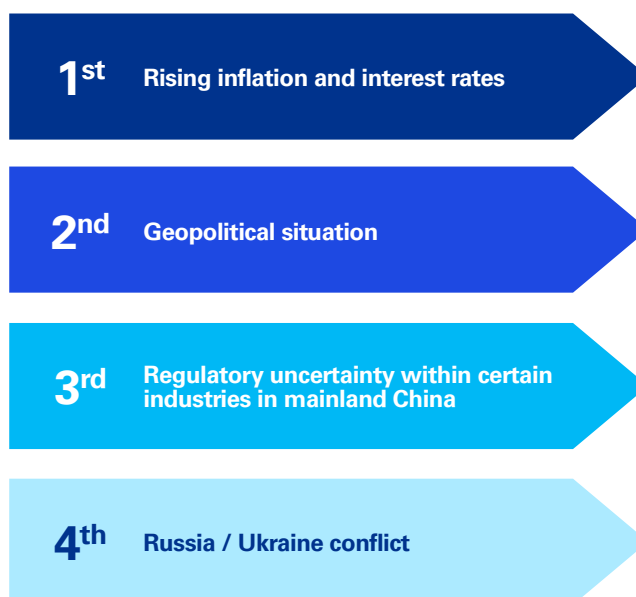 1st Rising inflation and interest rates
2nd Geopolitical situation
3rd Regulatory uncertainty within certain
industries in mainland China
4th Russia / Ukraine conflict